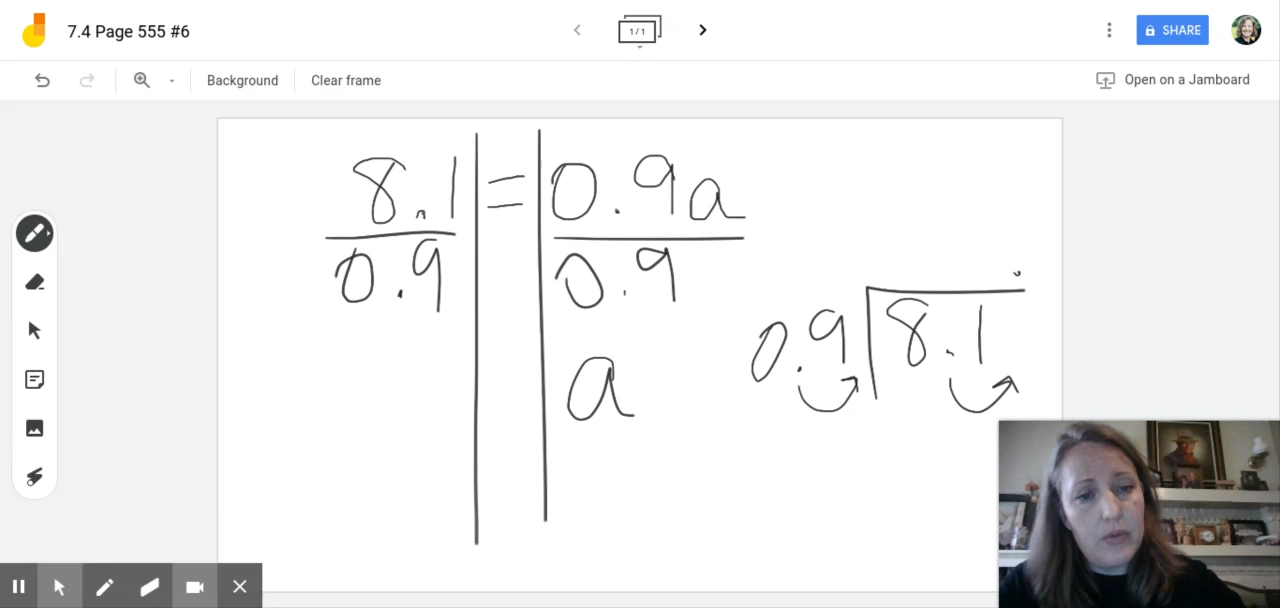 7.4 Page 555 #6
1/1
SHARE
Background
Clear frame
Open on a Jamboard
8.1 = 0.9a
0.9 0.9
a
0.9 8.1